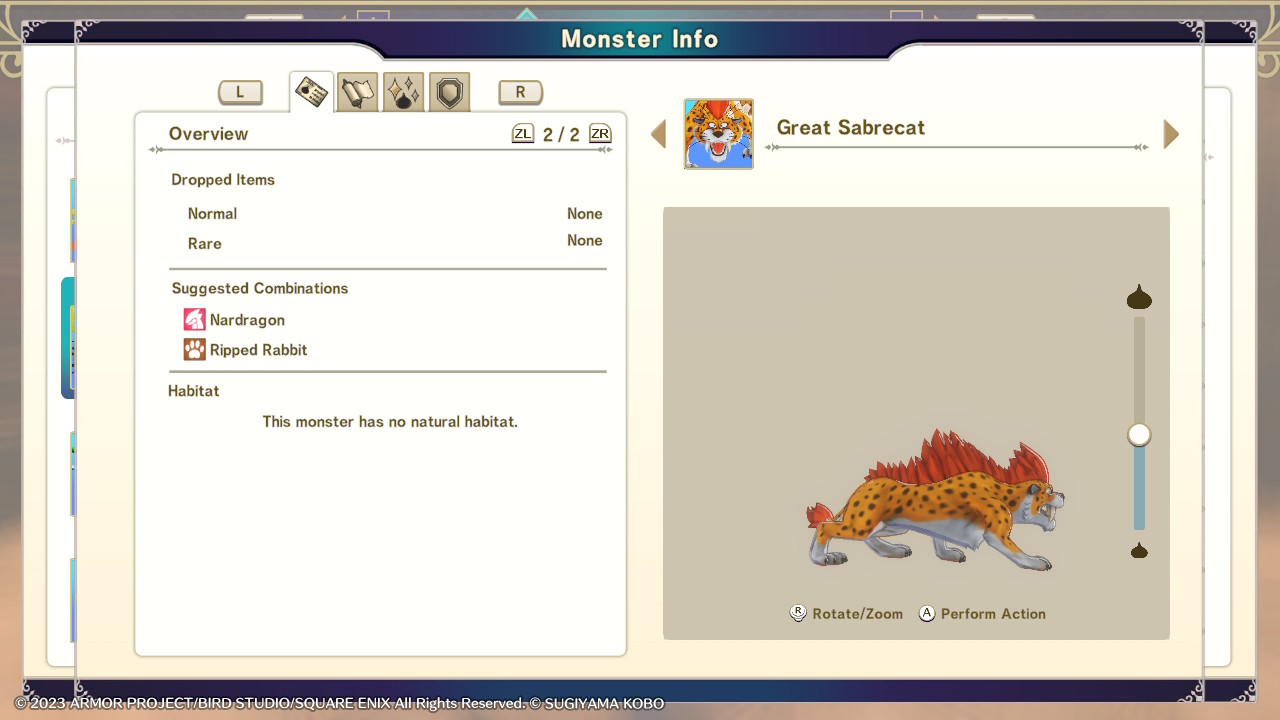 Monster Info
L
R
Overview
ZL 2 / 2 ZR
Dropped Items
Normal None
Rare None
Suggested Combinations
Nardragon
Ripped Rabbit
Habitat
This monster has no natural habitat.
Great Sabrecat
R Rotate/Zoom A Perform Action
© 2023 ARMOR PROJECT/BIRD STUDIO/SQUARE ENIX All Rights Reserved. © SUGIYAMA KOBO